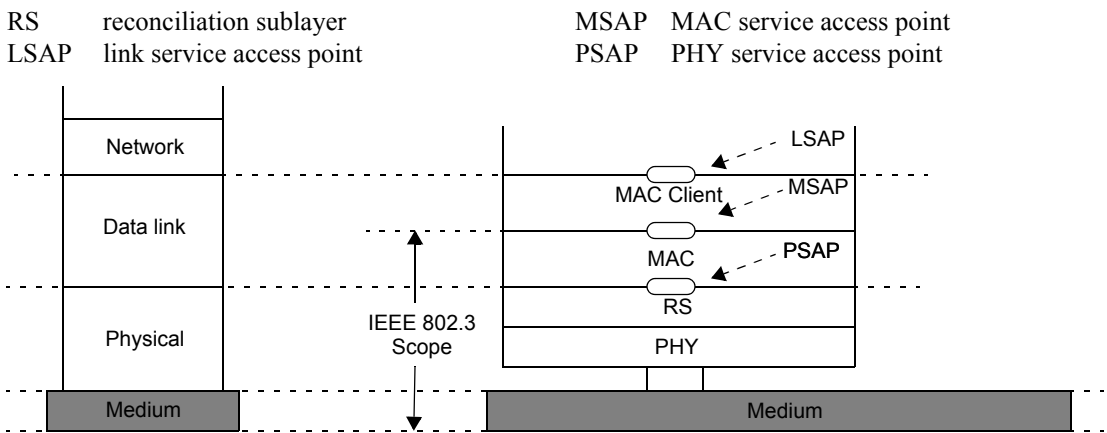 RS reconciliation sublayer MSAP MAC service access point
LSAP link service access point PSAP PHY service access point
Network
LSAP
MAC Client
MSAP
Data link
MAC
PSAP
RS
IEEE 802.3
Scope
Physical
PHY
Medium
Medium